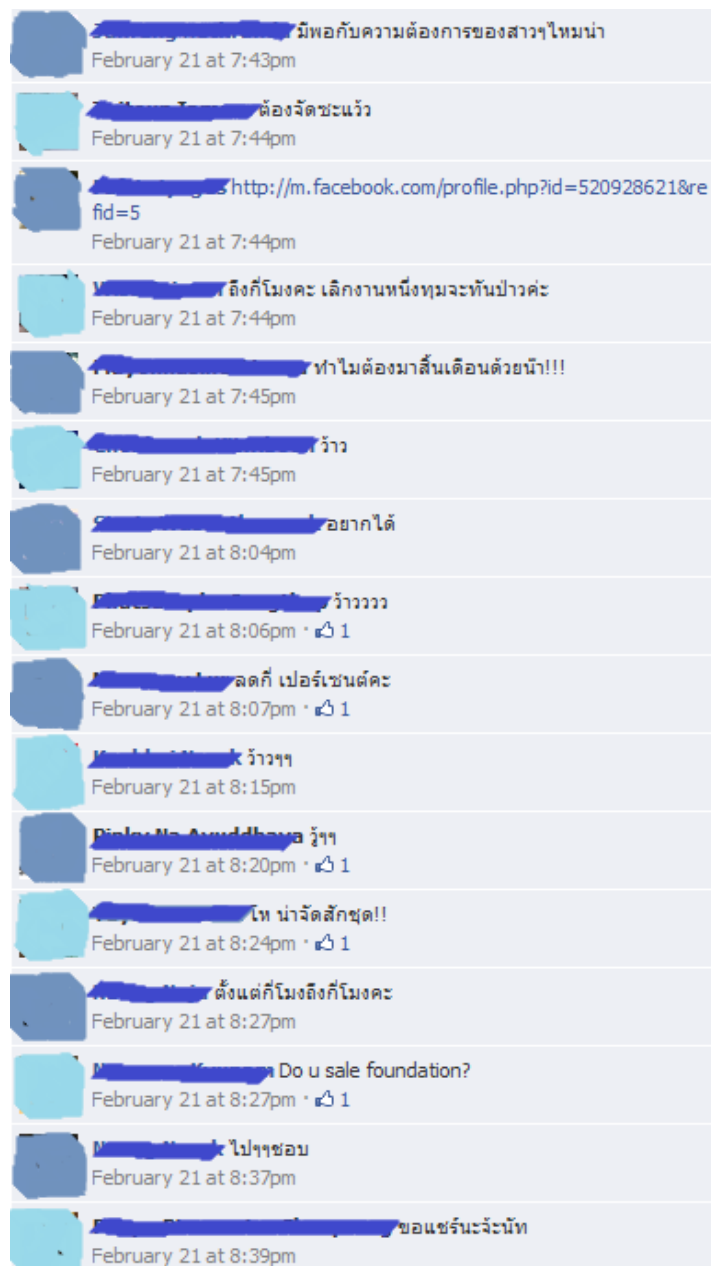 มีพอกับความต้องการของสาวๆไหมน่า
February 21 at 7:43pm
ต้องจัดซะแว้ว
February 21 at 7:44pm
http://m.facebook.com/profile.php?id=520928621&re
fid=5
February 21 at 7:44pm
ถึงกี่โมงคะ เลิกงานหนึ่งทุมจะทันป่าวค่ะ
February 21 at 7:44pm
ทำไมต้องมาสิ้นเดือนด้วยน๊า!!!
February 21 at 7:45pm
ว้าว
February 21 at 7:45pm
อยากได้
February 21 at 8:04pm
ว้าวววว
February 21 at 8:06pm · 1
ลดกี่ เปอร์เซนต์คะ
February 21 at 8:07pm · 1
ว้าวๆๆ
February 21 at 8:15pm
วู้ๆๆ
February 21 at 8:20pm · 1
โห น่าจัดสักชุด!!
February 21 at 8:24pm · 1
ตั้งแต่กี่โมงถึงกี่โมงคะ
February 21 at 8:27pm
Do u sale foundation?
February 21 at 8:27pm · 1
ไปๆๆชอบ
February 21 at 8:37pm
ขอแชร์นะจ้ะนัท
February 21 at 8:39pm